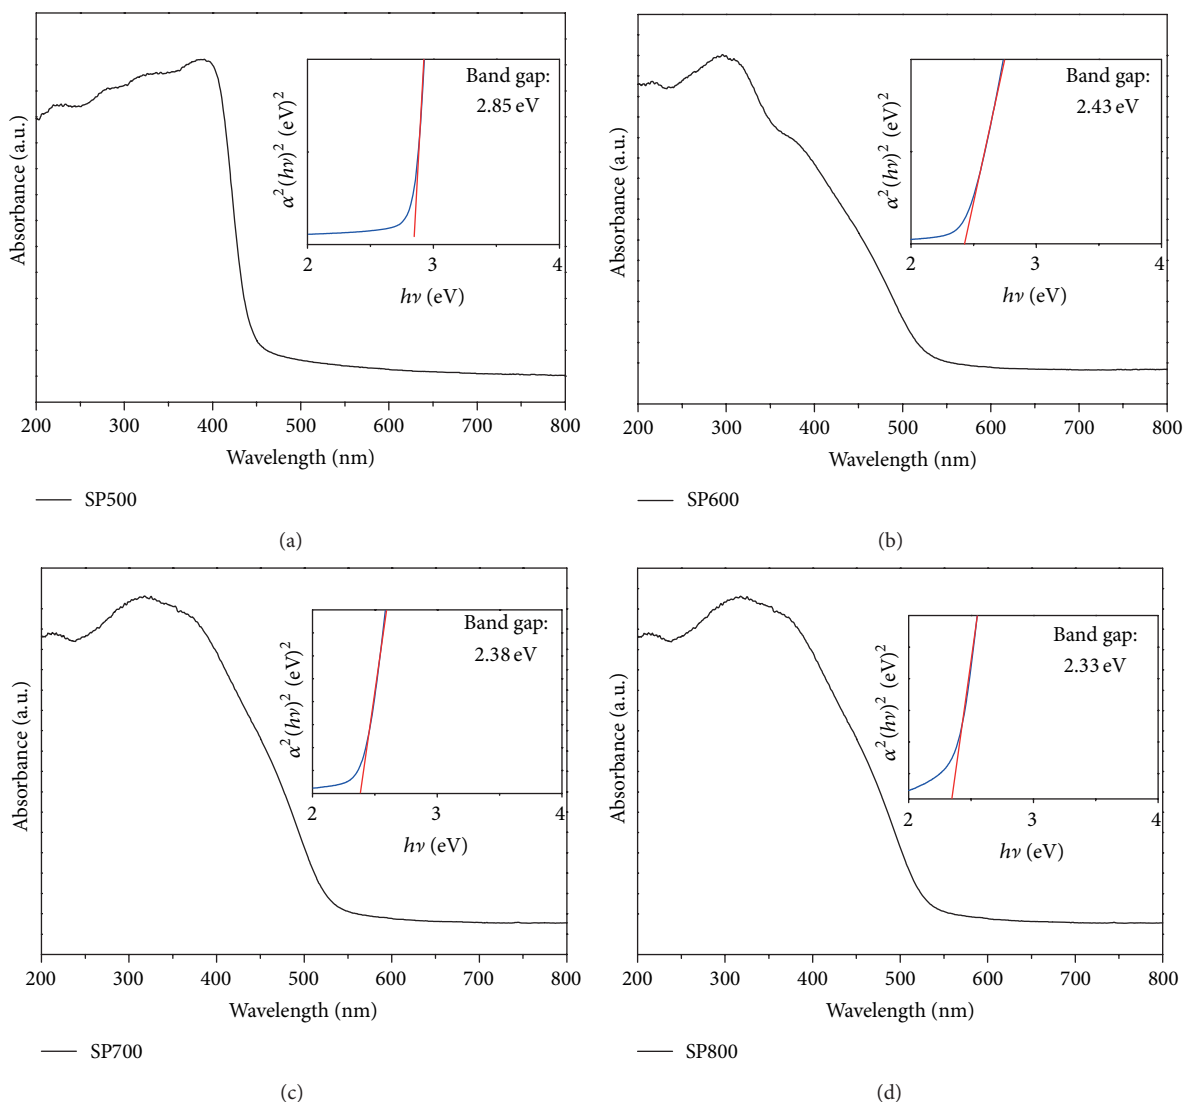 Absorbance (a.u.)
α²(hν)² (eV)²
Band gap:
2.85 eV
2 3 4
hν (eV)
200 300 400 500 600 700 800
Wavelength (nm)
SP500
(a)
Absorbance (a.u.)
α²(hν)² (eV)²
Band gap:
2.43 eV
2 3 4
hν (eV)
200 300 400 500 600 700 800
Wavelength (nm)
SP600
(b)
Absorbance (a.u.)
α²(hν)² (eV)²
Band gap:
2.38 eV
2 3 4
hν (eV)
200 300 400 500 600 700 800
Wavelength (nm)
SP700
(c)
Absorbance (a.u.)
α²(hν)² (eV)²
Band gap:
2.33 eV
2 3 4
hν (eV)
200 300 400 500 600 700 800
Wavelength (nm)
SP800
(d)